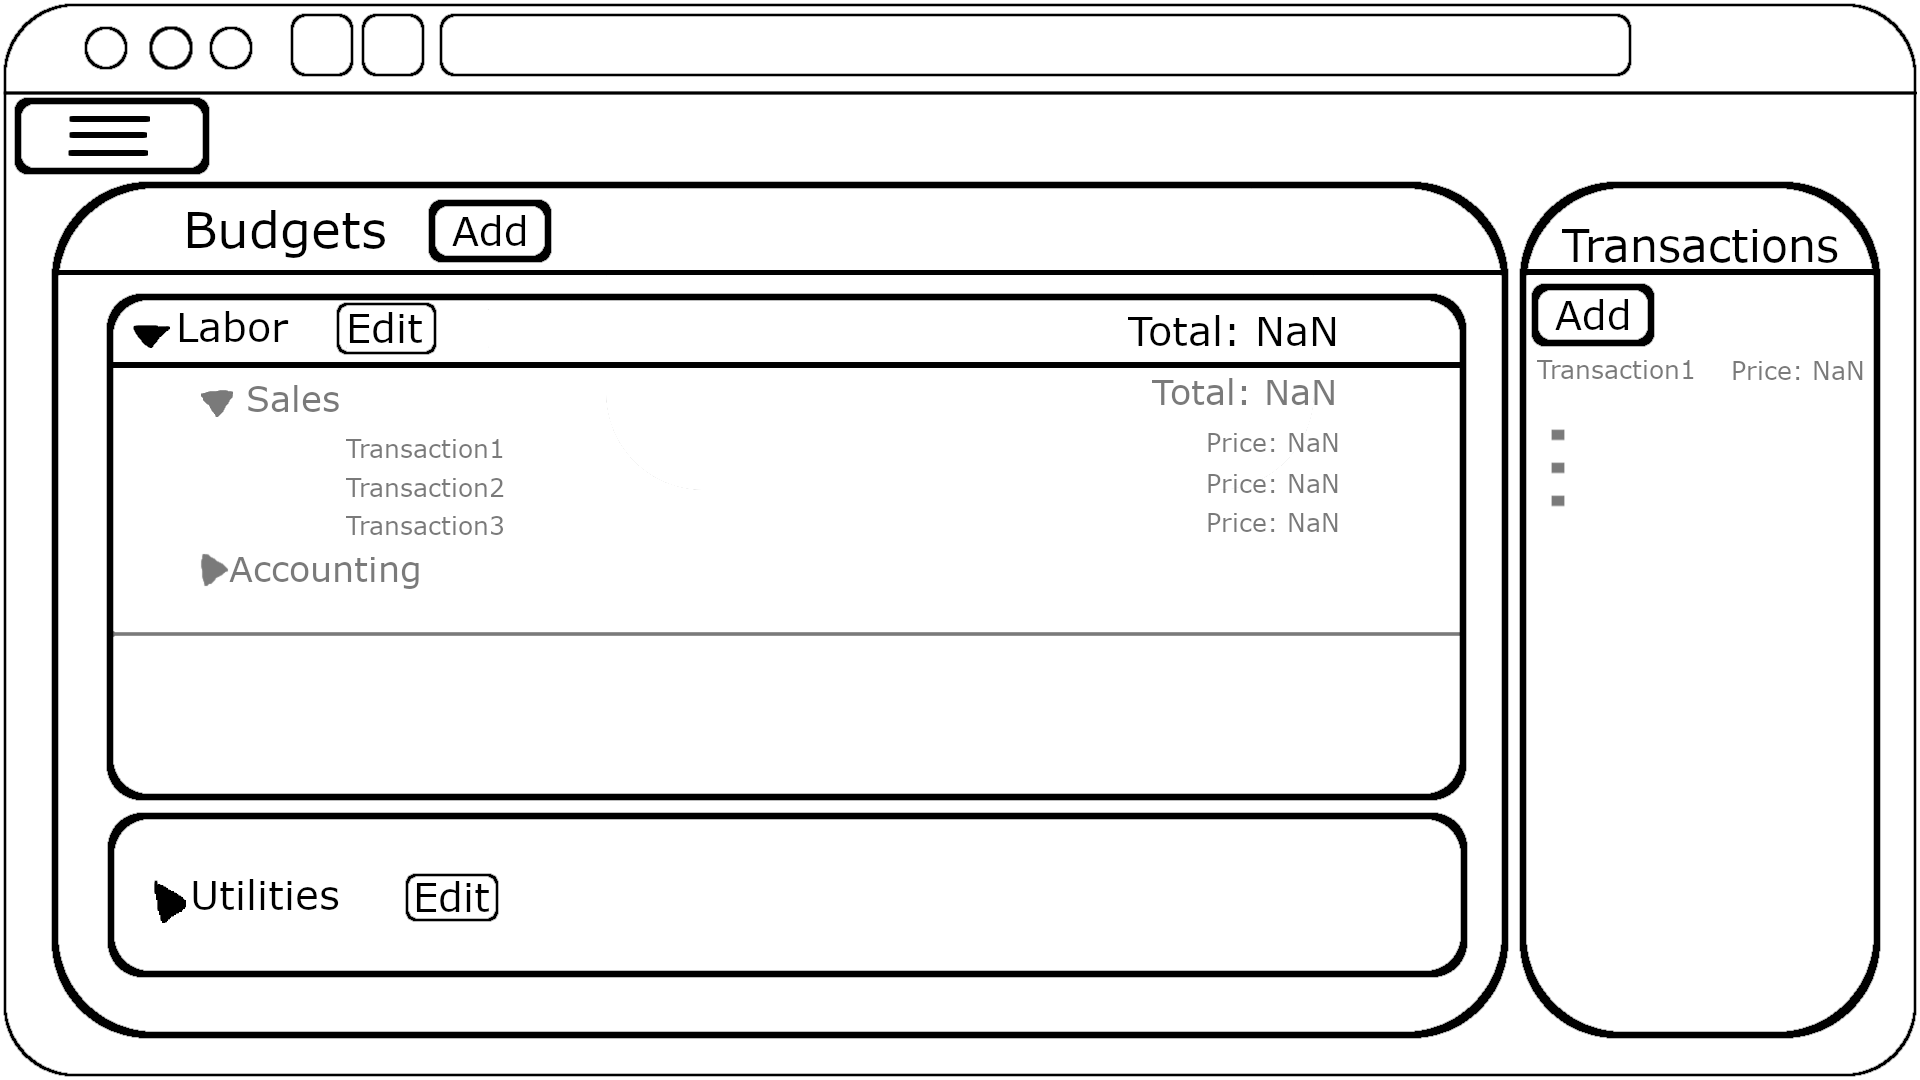 Budgets Add
Transactions
Labor Edit Total: NaN
Sales Total: NaN
Transaction1 Price: NaN
Transaction2 Price: NaN
Transaction3 Price: NaN
Accounting
Utilities Edit
Add
Transaction1 Price: NaN